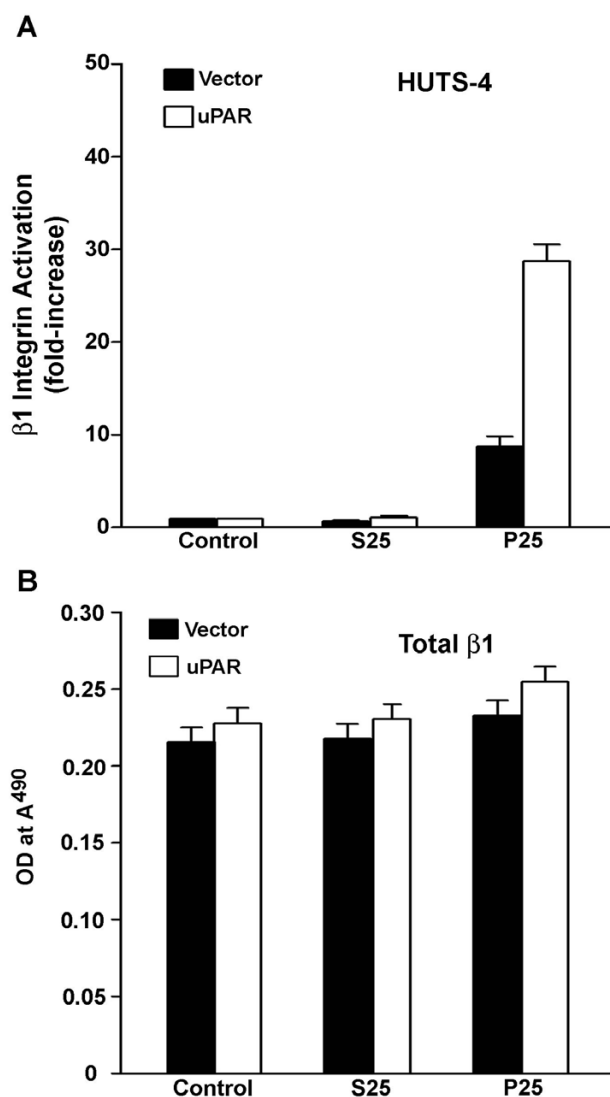 A
50
Vector
HUTS-4
uPAR
40
30
20
10
0
β1 Integrin Activation
(fold-increase)
Control S25 P25
B
0.30
Vector
Total β1
uPAR
0.25
0.20
0.15
0.10
0.05
0
OD at A490
Control S25 P25